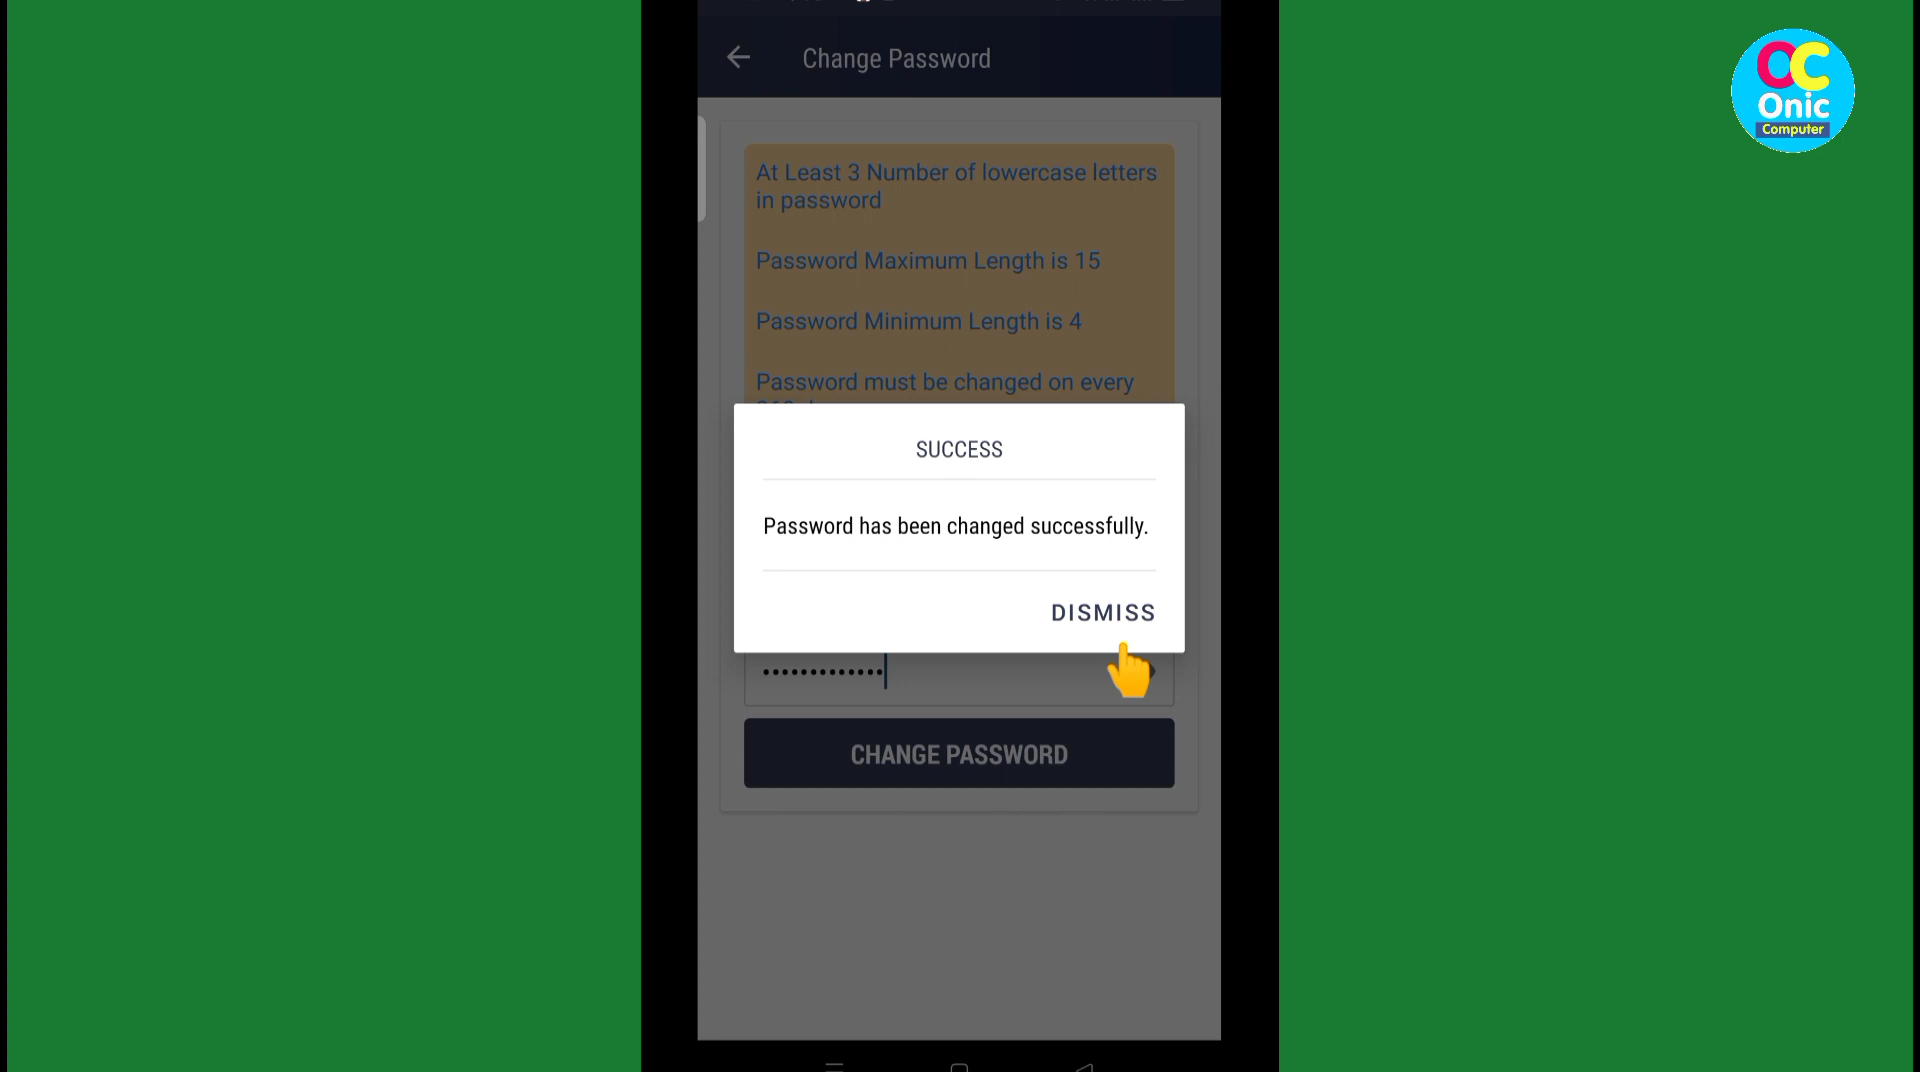 Change Password
OC
Onic
Computer
At Least 3 Number of lowercase letters
in password
Password Maximum Length is 15
Password Minimum Length is 4
Password must be changed on every
SUCCESS
Password has been changed successfully.
DISMISS
•••••••••••••
CHANGE PASSWORD